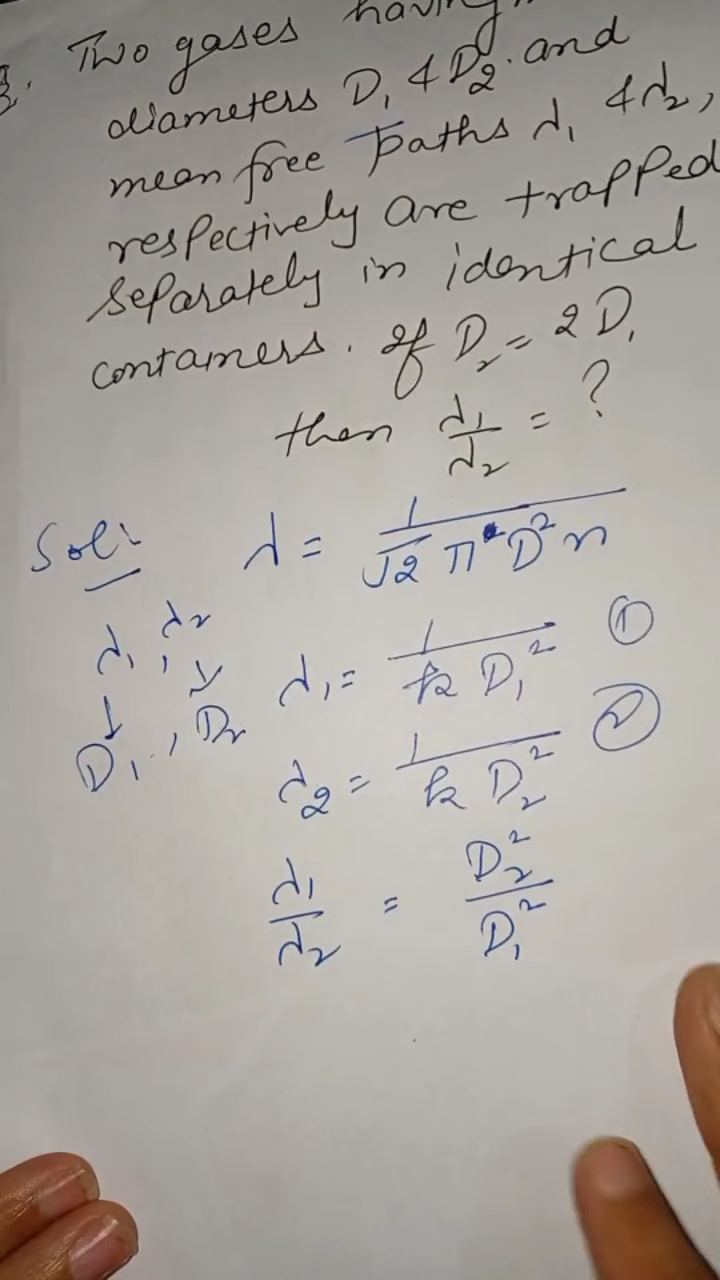 Two gases having
diameters D₁ & D₂ and
mean free paths λ₁ & λ₂,
respectively are trapped
separately in identical
containers. If D₂ = 2D₁
then λ₁/λ₂ = ?
Sol:
λ = 1/√2 π D² n
λ₁, λ₂
↓ ↓
D₁, D₂
λ₁ = 1/k D₁² ①
λ₂ = 1/k D₂² ②
λ₁/λ₂ = D₂²/D₁²